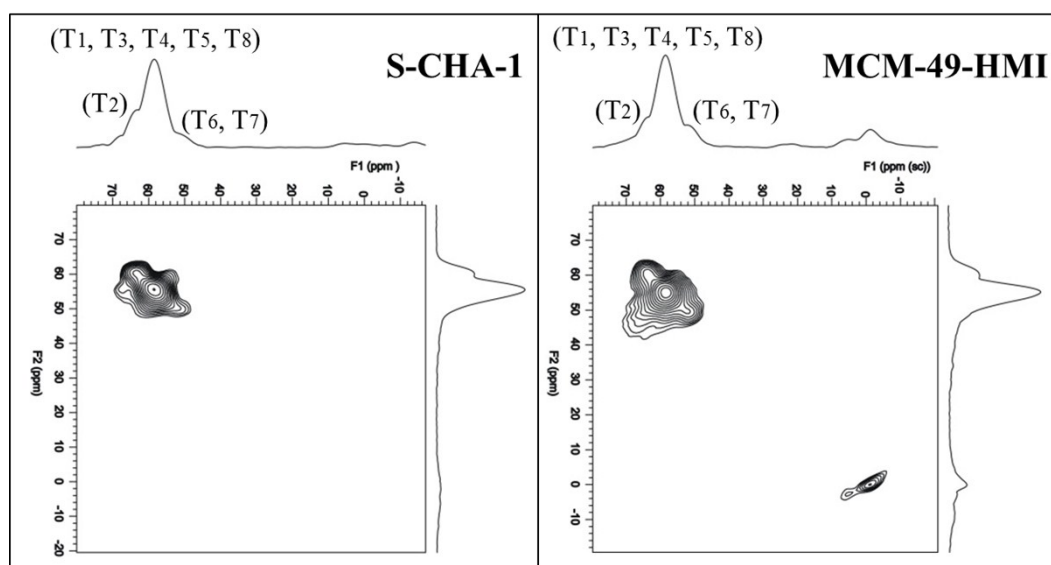 (T1, T3, T4, T5, T8)
S-CHA-1
(T2)
(T6, T7)
F1 (ppm )
70 60 50 40 30 20 10 0 -10
70
60
50
40
30
20
10
0
-10
-20
F2 (ppm)
(T1, T3, T4, T5, T8)
MCM-49-HMI
(T2)
(T6, T7)
F1 (ppm (sc))
70 60 50 40 30 20 10 0 -10
70
60
50
40
30
20
10
0
-10
F2 (ppm)